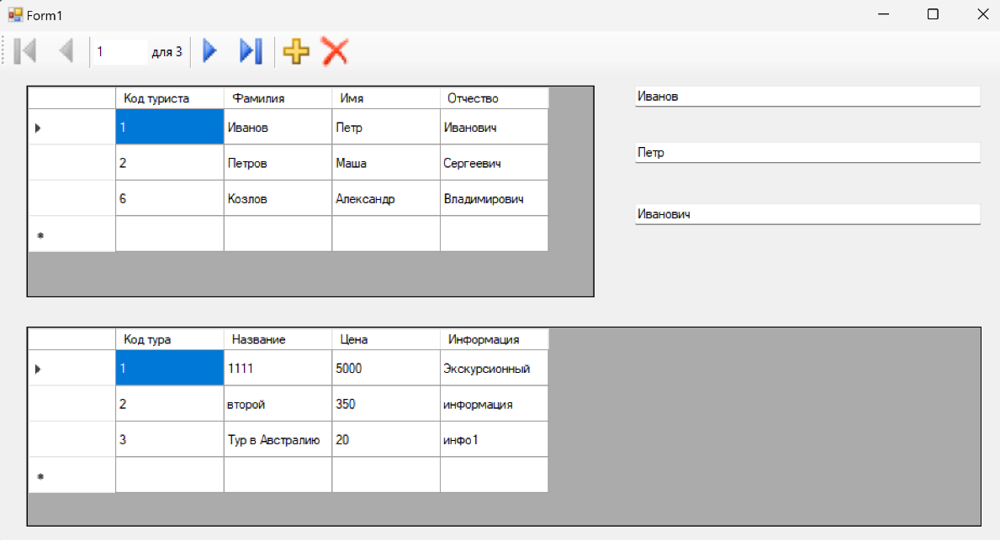 Form1
1 для 3
Код туриста Фамилия Имя Отчество
1 Иванов Петр Иванович
2 Петров Маша Сергеевич
6 Козлов Александр Владимирович
Иванов
Петр
Иванович
Код тура Название Цена Информация
1 1111 5000 Экскурсионный
2 второй 350 информация
3 Тур в Австралию 20 инфо1